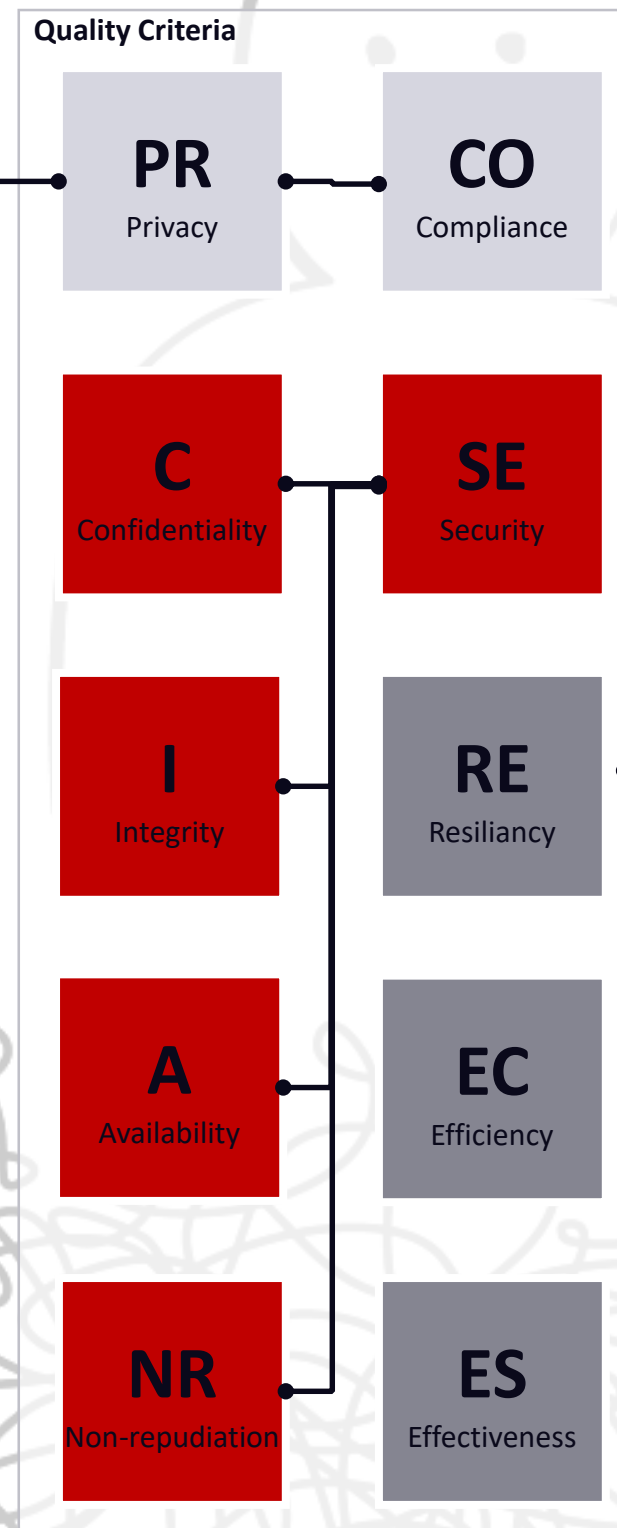 Quality Criteria
PR
Privacy
CO
Compliance
C
Confidentiality
SE
Security
I
Integrity
RE
Resiliancy
A
Availability
EC
Efficiency
NR
Non-repudiation
ES
Effectiveness